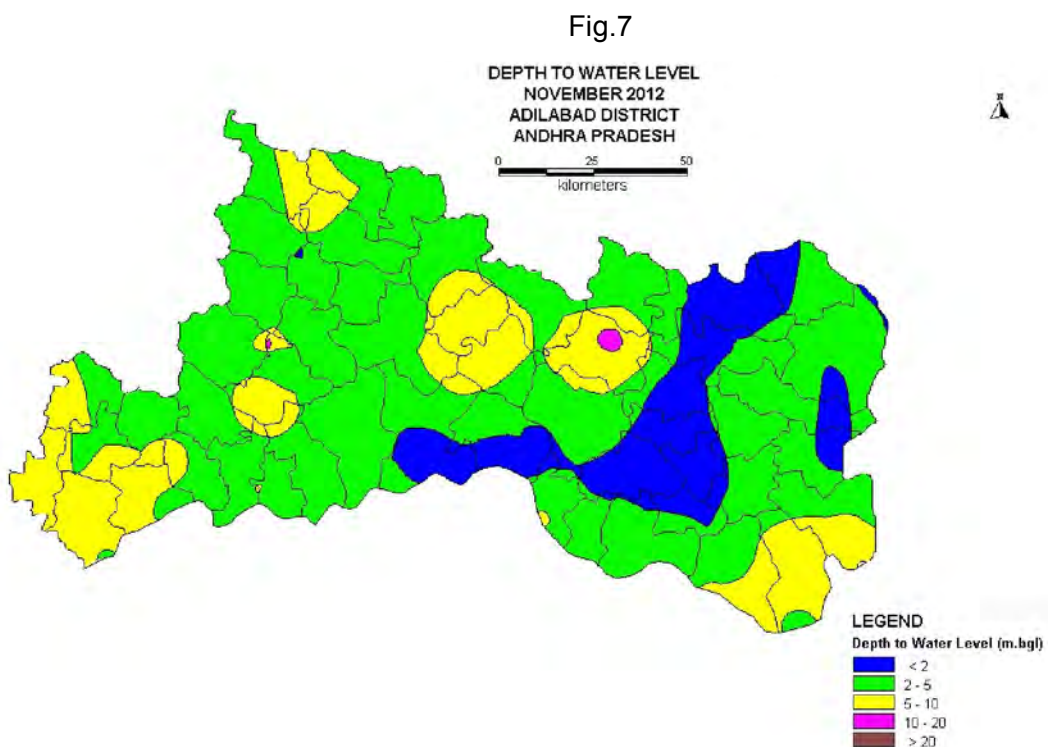 Fig.7
DEPTH TO WATER LEVEL
NOVEMBER 2012
ADILABAD DISTRICT
ANDHRA PRADESH
0 25 50
kilometers
N
LEGEND
Depth to Water Level (m.bgl)
< 2
2 - 5
5 - 10
10 - 20
> 20